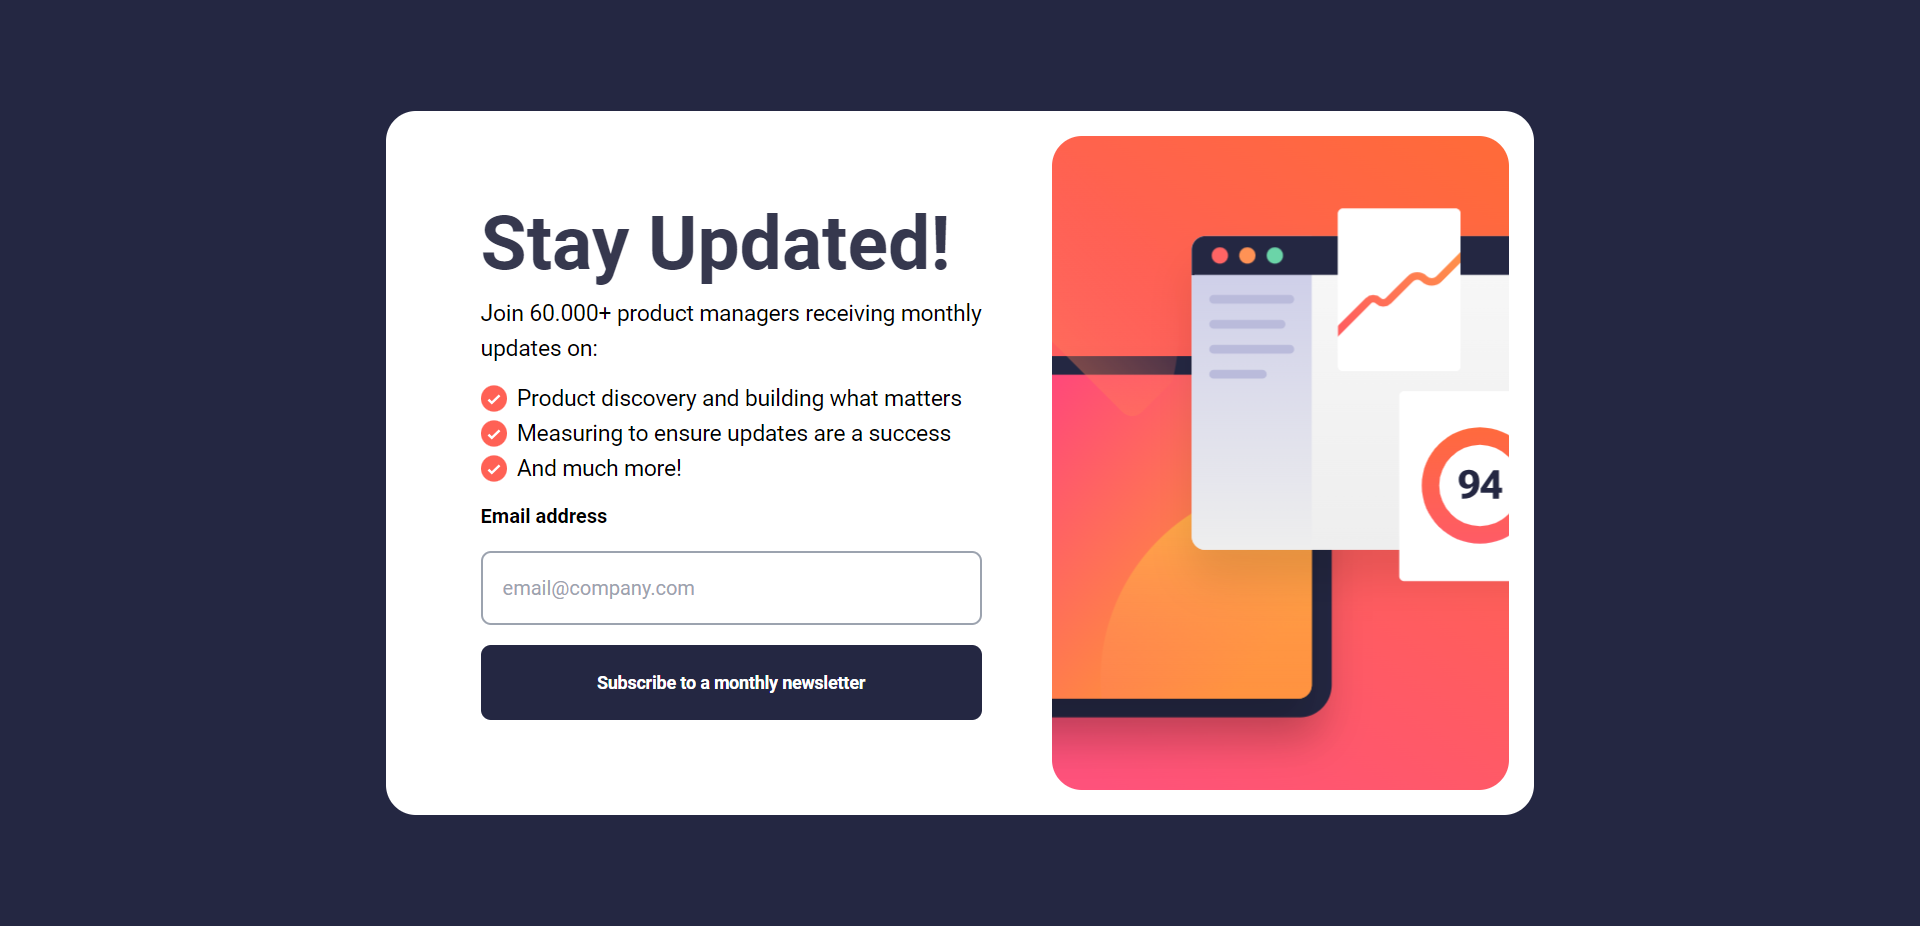 Stay Updated!
Join 60.000+ product managers receiving monthly
updates on:
Product discovery and building what matters
Measuring to ensure updates are a success
And much more!
Email address
email@company.com
Subscribe to a monthly newsletter
94